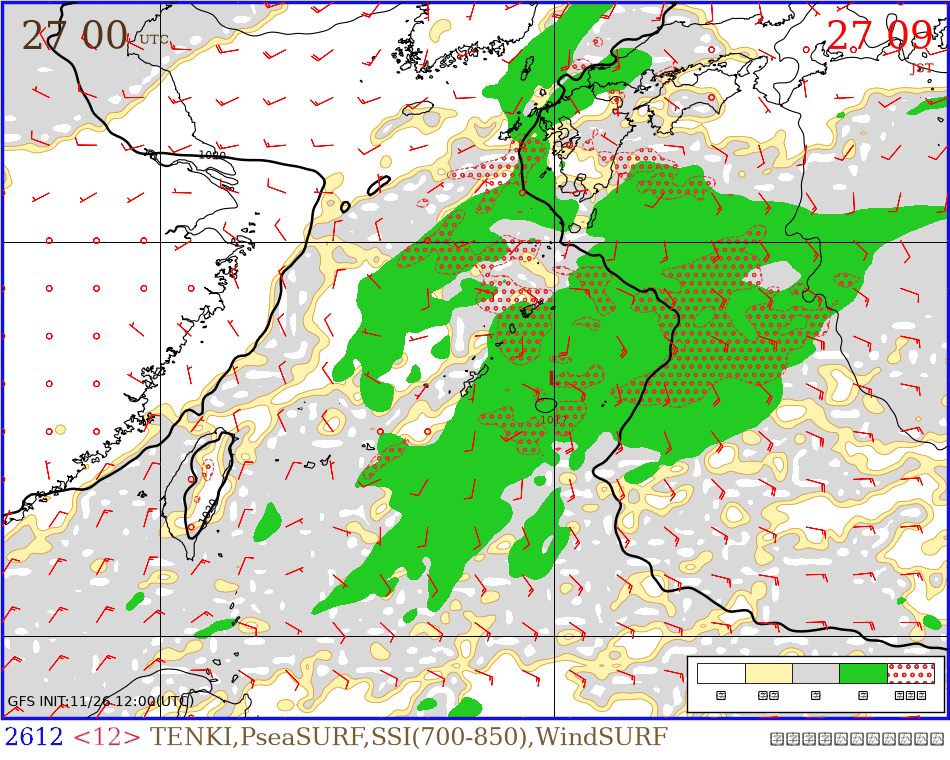 27 00 UTC
27 09
JST
1020
L
1020
GFS INIT:11/26 12:00(UTC)
2612 <12> TENKI,PseaSURF,SSI(700-850),WindSURF